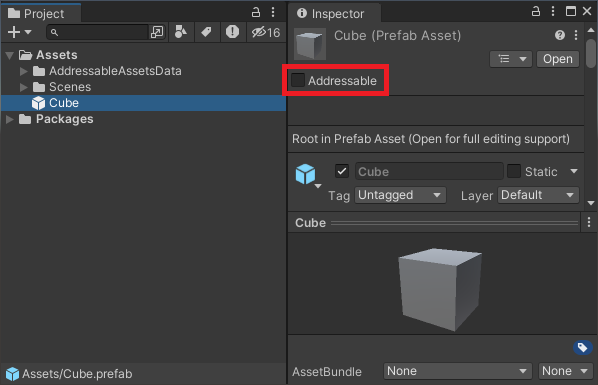 Project
16
Assets
AddressableAssetsData
Scenes
Cube
Packages
Assets/Cube.prefab
Inspector
Cube (Prefab Asset)
Open
Addressable
Root in Prefab Asset (Open for full editing support)
Cube
Static
Tag Untagged Layer Default
Cube
AssetBundle None None